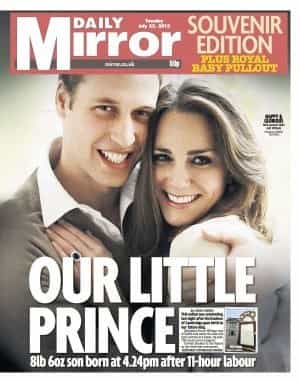 DAILY
Mirror
Tuesday
July 23, 2013
mirror.co.uk
50p
SOUVENIR
EDITION
PLUS ROYAL
BABY PULLOUT
OUR LITTLE
PRINCE
8lb 6oz son born at 4.24pm after 11-hour labour